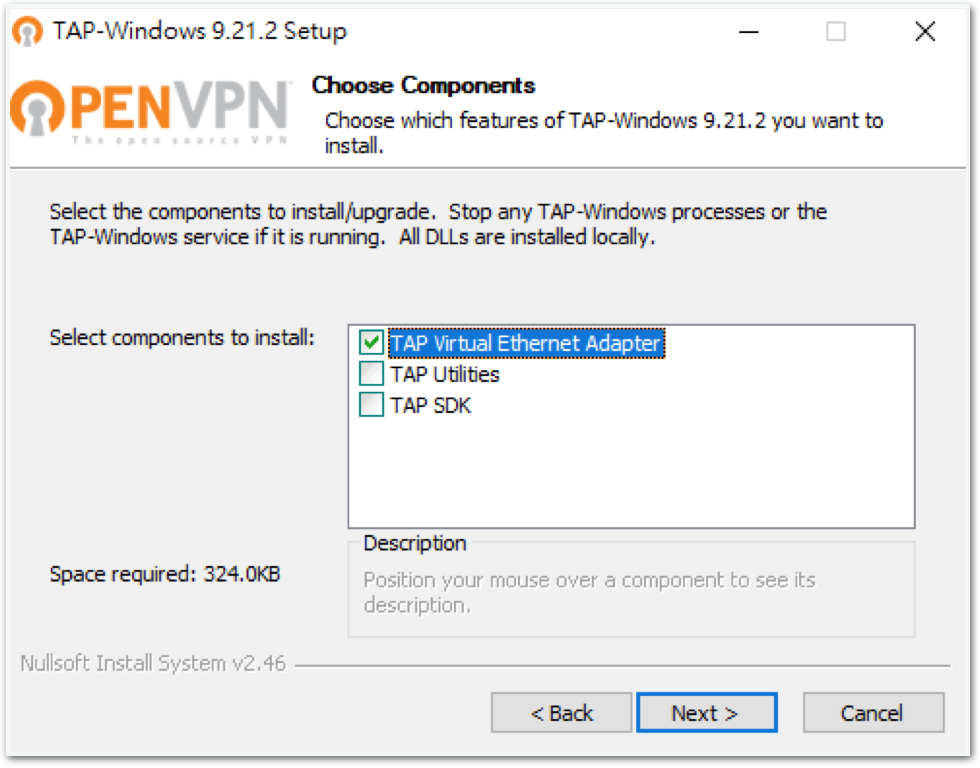 TAP-Windows 9.21.2 Setup
OPENVPN™
The open source VPN
Choose Components
Choose which features of TAP-Windows 9.21.2 you want to
install.
Select the components to install/upgrade.  Stop any TAP-Windows processes or the
TAP-Windows service if it is running.  All DLLs are installed locally.
Select components to install:
TAP Virtual Ethernet Adapter
TAP Utilities
TAP SDK
Space required: 324.0KB
Description
Position your mouse over a component to see its
description.
Nullsoft Install System v2.46
< Back
Next >
Cancel